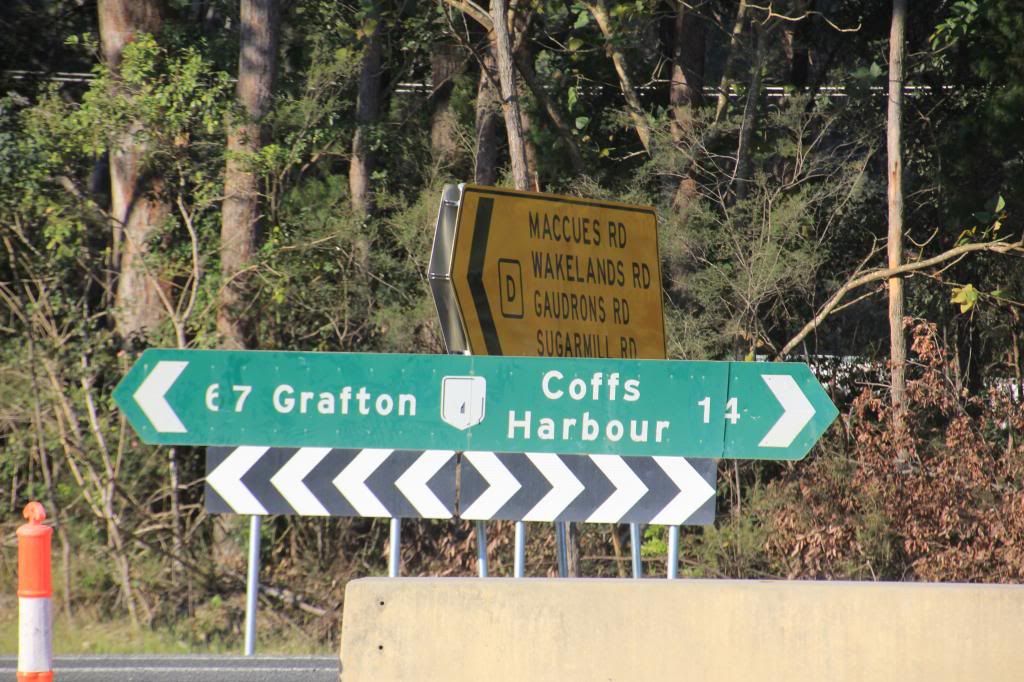 MACCUES RD
WAKELANDS RD
D
GAUDRONS RD
SUGARMILL RD
67 Grafton
Coffs
Harbour
14